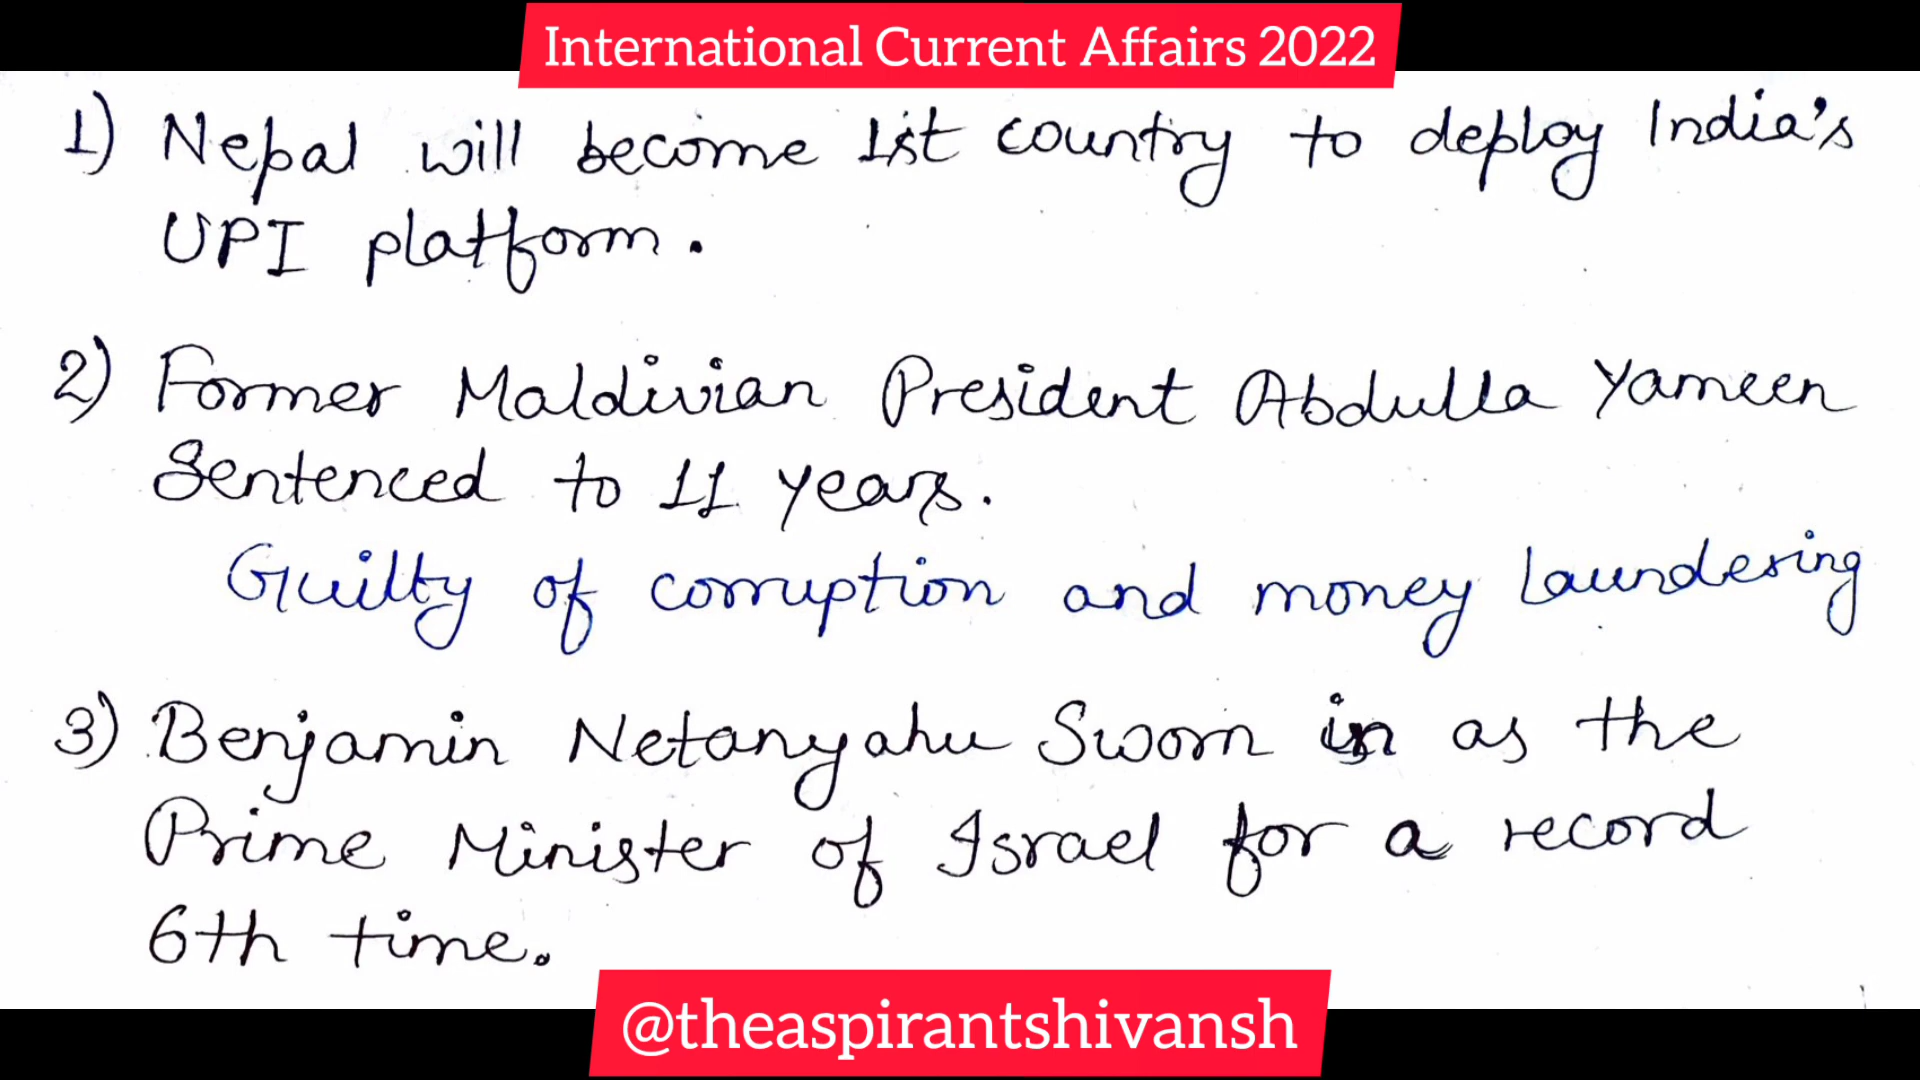 International Current Affairs 2022
1) Nepal will become 1st country to deploy India's
UPI platform.
2) Former Maldivian President Abdulla Yameen
Sentenced to 11 years.
Guilty of corruption and money laundering
3) Benjamin Netanyahu Sworn in as the
Prime Minister of Israel for a record
6th time.
@theaspirantshivansh